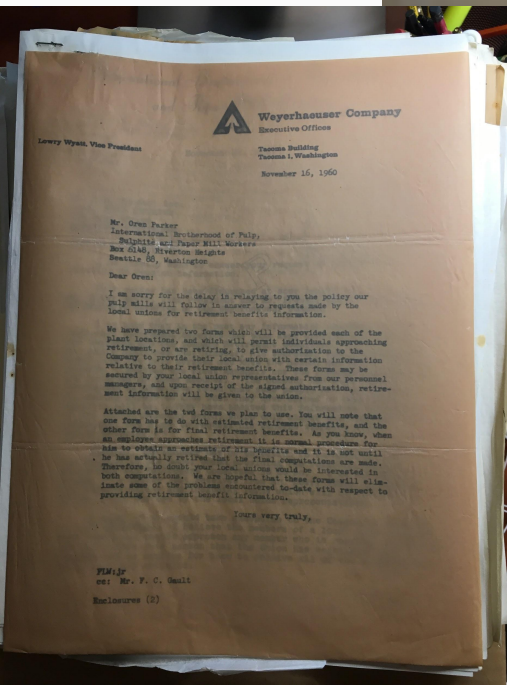 Weyerhaeuser Company
Executive Offices
Lowry Wyatt, Vice President
Tacoma Building
Tacoma 1, Washington
November 16, 1960
Mr. Oren Parker
International Brotherhood of Pulp,
Sulphite and Paper Mill Workers
Box 6148, Riverton Heights
Seattle 88, Washington
Dear Oren:
I am sorry for the delay in relaying to you the policy our
pulp mills will follow in answer to requests made by the
local unions for retirement benefits information.
We have prepared two forms which will be provided each of the
plant locations, and which will permit individuals approaching
retirement, or are retiring, to give authorization to the
Company to provide their local union with certain information
relative to their retirement benefits. These forms may be
secured by your local union representatives from our personnel
managers, and upon receipt of the signed authorization, retire-
ment information will be given to the union.
Attached are the two forms we plan to use. You will note that
one form has to do with estimated retirement benefits, and the
other form is for final retirement benefits. As you know, when
an employee approaches retirement it is normal procedure for
him to obtain an estimate of his benefits and it is not until
he has actually retired that the final computations are made.
Therefore, no doubt your local unions would be interested in
both computations. We are hopeful that these forms will elim-
inate some of the problems encountered to-date with respect to
providing retirement benefit information.
Yours very truly,
FLW:jr
cc: Mr. F. C. Gault
Enclosures (2)